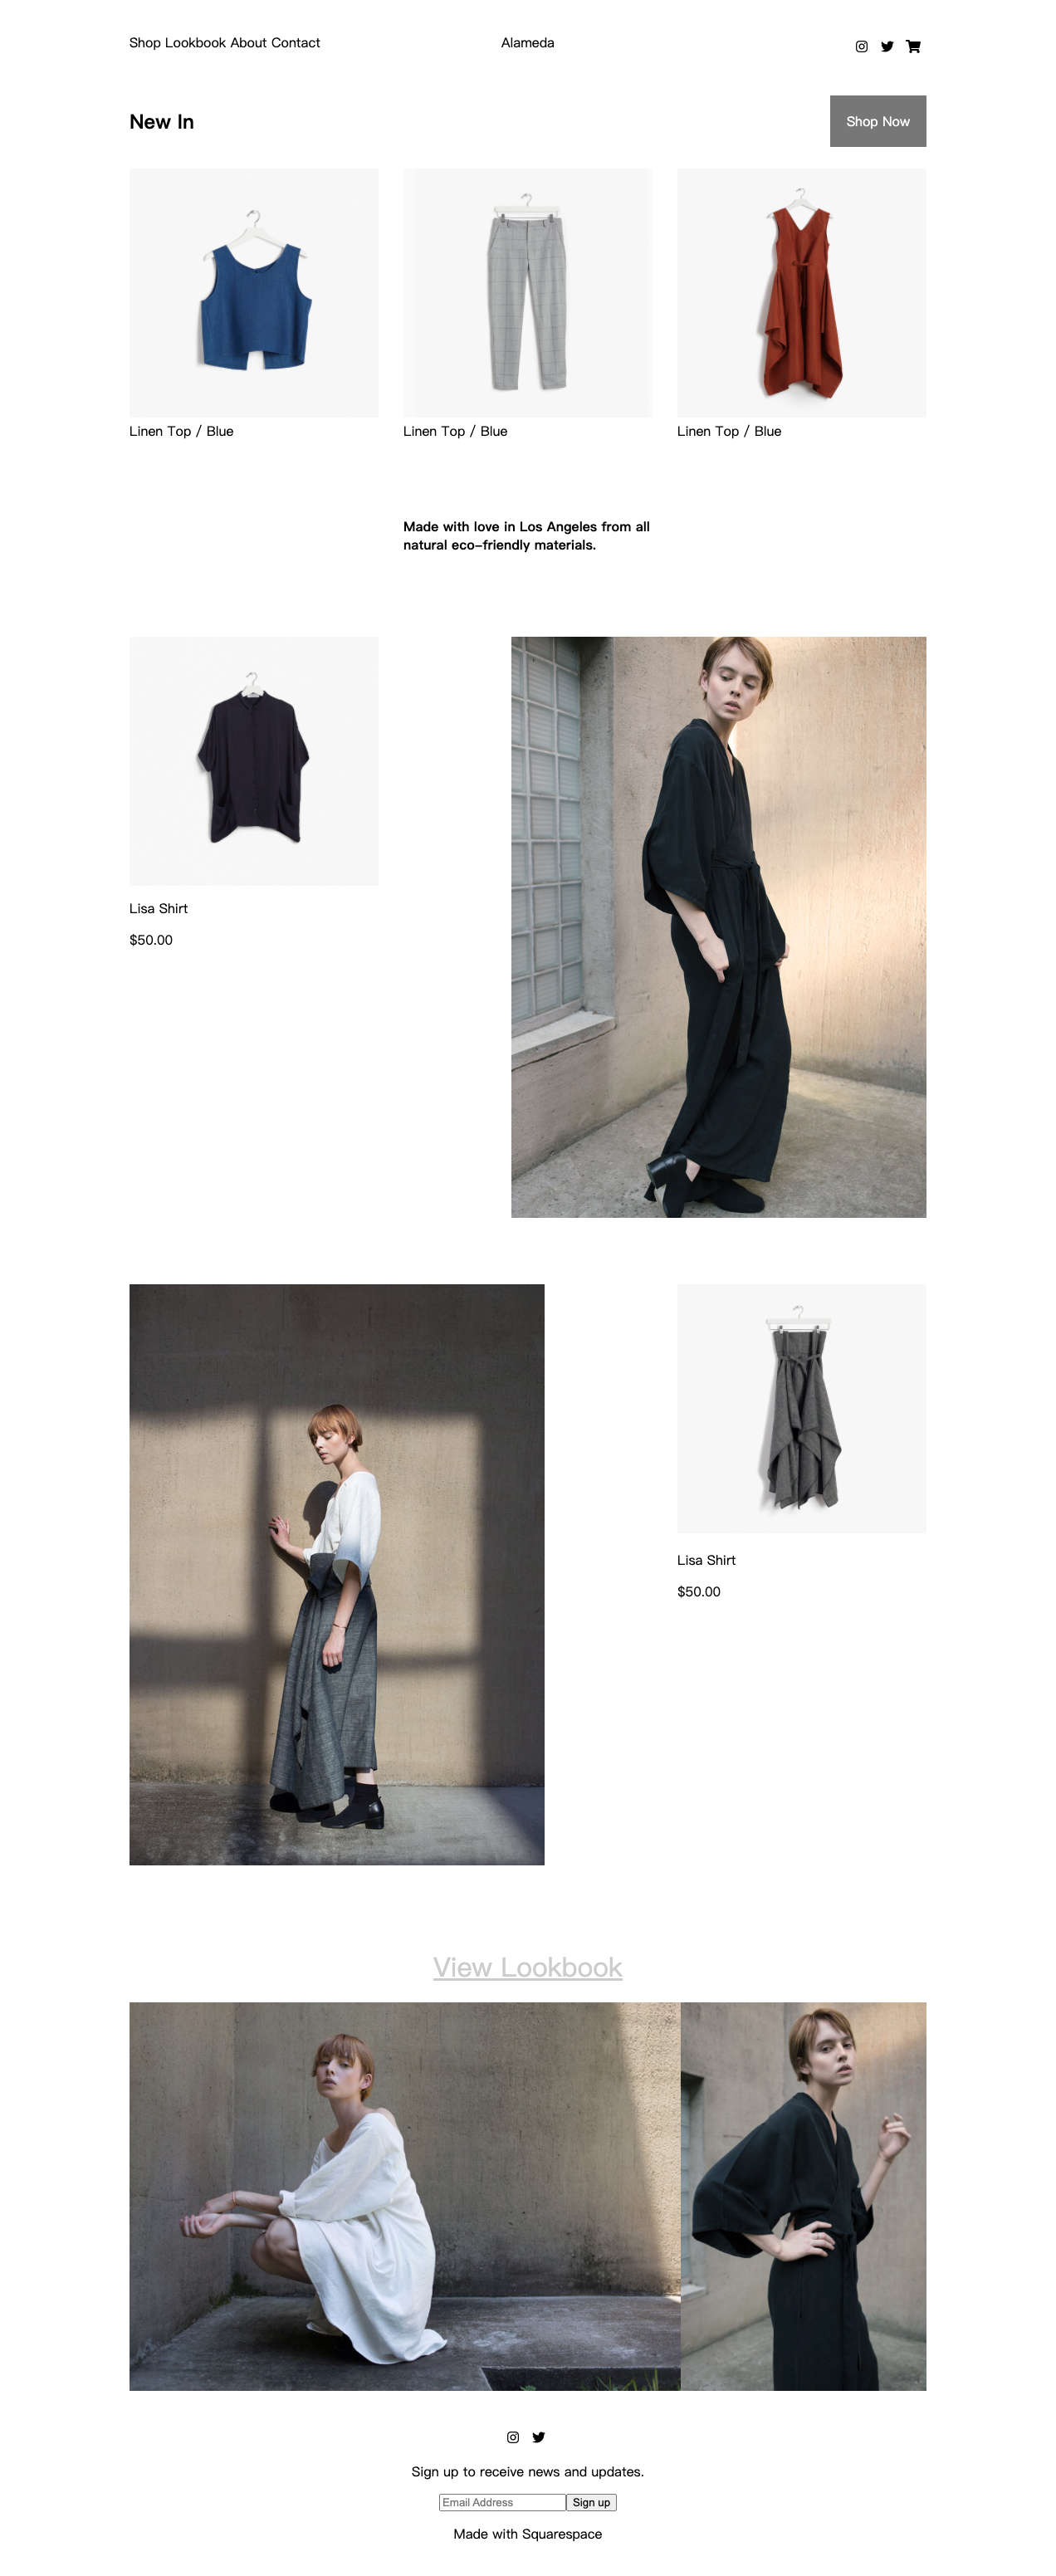 Shop Lookbook About Contact
Alameda
New In
Shop Now
Linen Top / Blue
Linen Top / Blue
Linen Top / Blue
Made with love in Los Angeles from all
natural eco-friendly materials.
Lisa Shirt
$50.00
Lisa Shirt
$50.00
View Lookbook
Sign up to receive news and updates.
Email Address
Sign up
Made with Squarespace